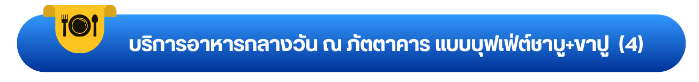 บริการอาหารกลางวัน ณ ภัตตาคาร แบบบุฟเฟ่ต์ชาบู+ขาปู (4)